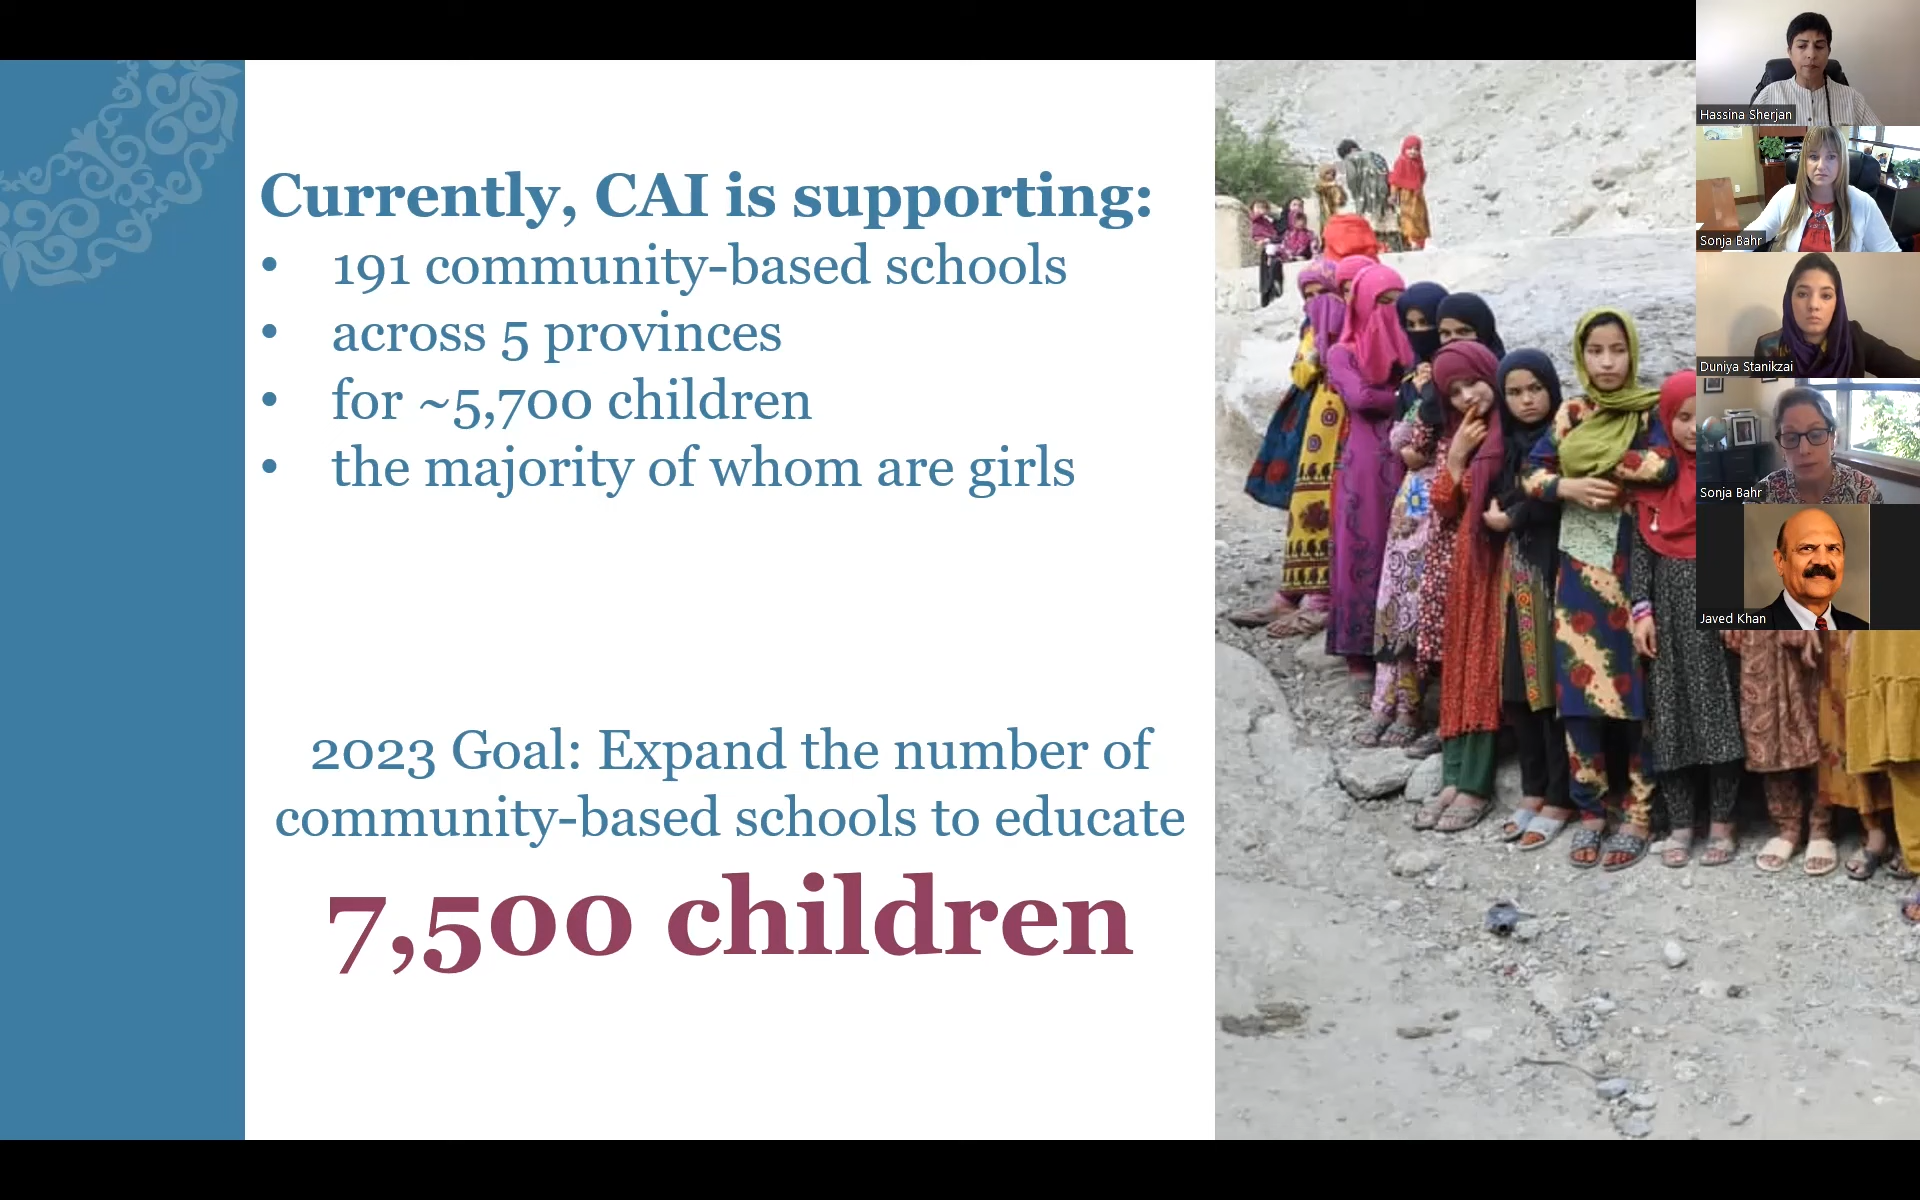 Currently, CAI is supporting:
• 191 community-based schools
• across 5 provinces
• for ~5,700 children
• the majority of whom are girls
2023 Goal: Expand the number of
community-based schools to educate
7,500 children
Hassina Sherjan
Sonja Bahr
Duniya Stanikzai
Sonja Bahr
Javed Khan